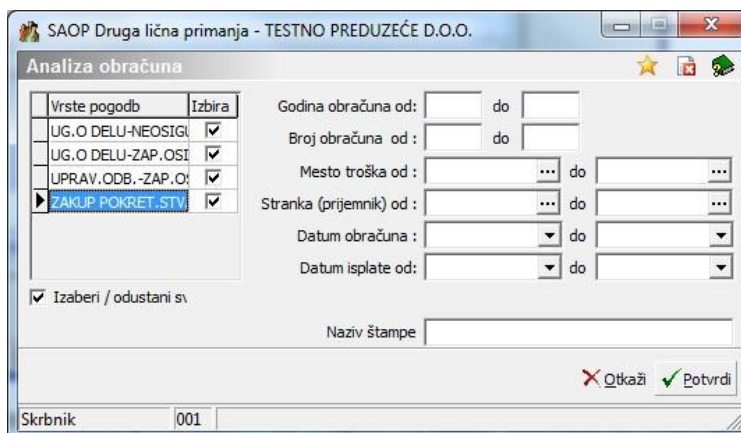 SAOP Druga lična primanja - TESTNO PREDUZEĆE D.O.O.
Analiza obračuna
Vrste pogodb Izbira
UG.O DELU-NEOSIGU
UG.O DELU-ZAP.OSI
UPRAV.ODB.-ZAP.O
ZAKUP POKRET.STV
Izaberi / odustani sv
Godina obračuna od: do
Broj obračuna od : do
Mesto troška od : ... do ...
Stranka (prijemnik) od : ... do ...
Datum obračuna : do
Datum isplate od: do
Naziv štampe
Otkaži Potvrdi
Skrbnik 001